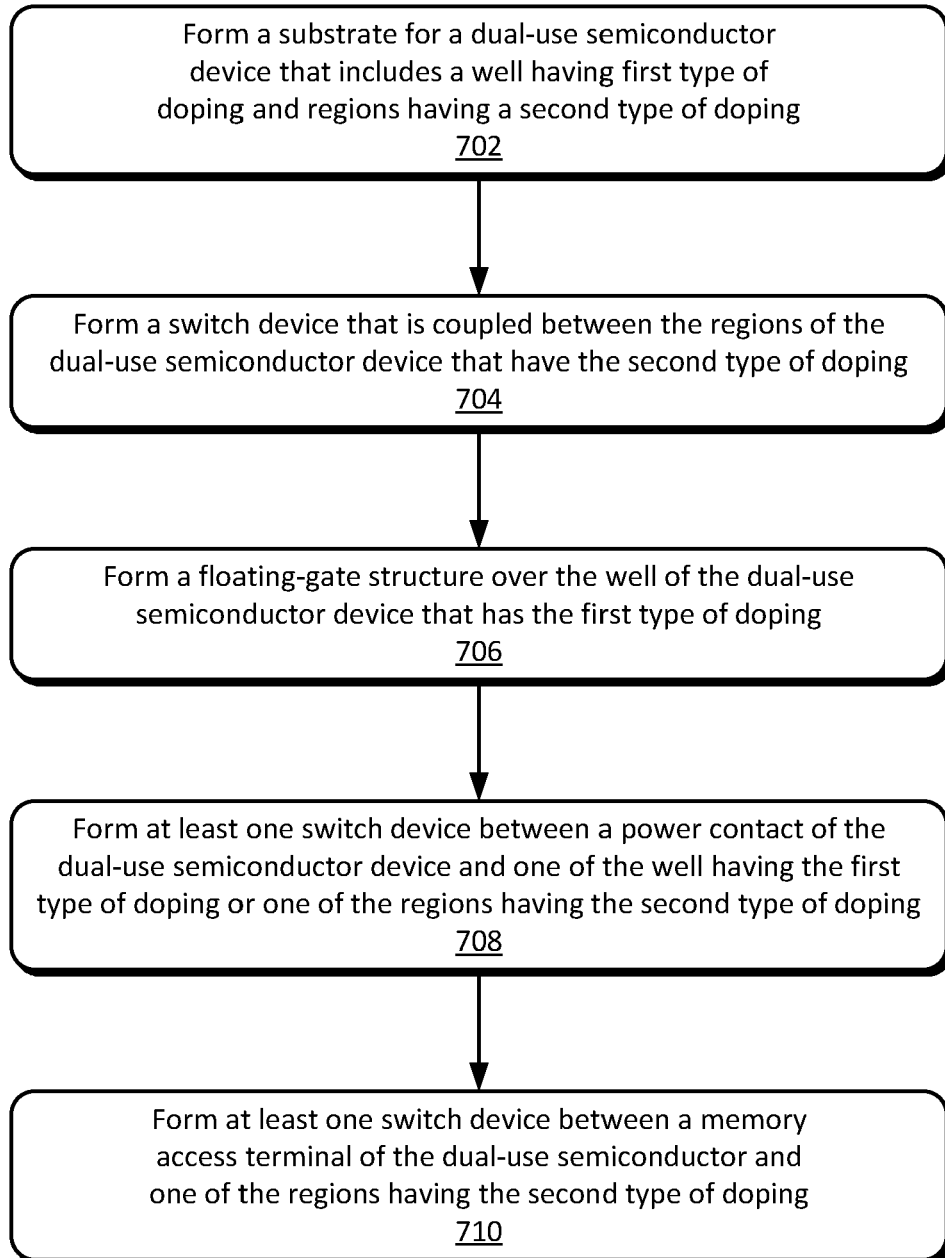 Form a substrate for a dual-use semiconductor
device that includes a well having first type of
doping and regions having a second type of doping
702
Form a switch device that is coupled between the regions of the
dual-use semiconductor device that have the second type of doping
704
Form a floating-gate structure over the well of the dual-use
semiconductor device that has the first type of doping
706
Form at least one switch device between a power contact of the
dual-use semiconductor device and one of the well having the first
type of doping or one of the regions having the second type of doping
708
Form at least one switch device between a memory
access terminal of the dual-use semiconductor and
one of the regions having the second type of doping
710